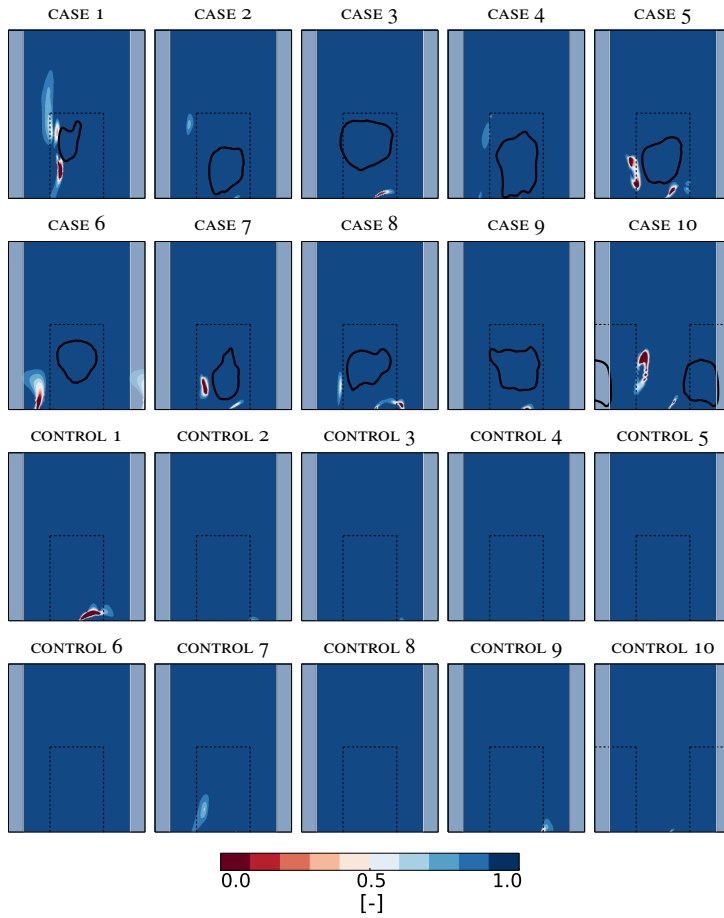 CASE 1 CASE 2 CASE 3 CASE 4 CASE 5
CASE 6 CASE 7 CASE 8 CASE 9 CASE 10
CONTROL 1 CONTROL 2 CONTROL 3 CONTROL 4 CONTROL 5
CONTROL 6 CONTROL 7 CONTROL 8 CONTROL 9 CONTROL 10
0.0 0.5 1.0
[-]